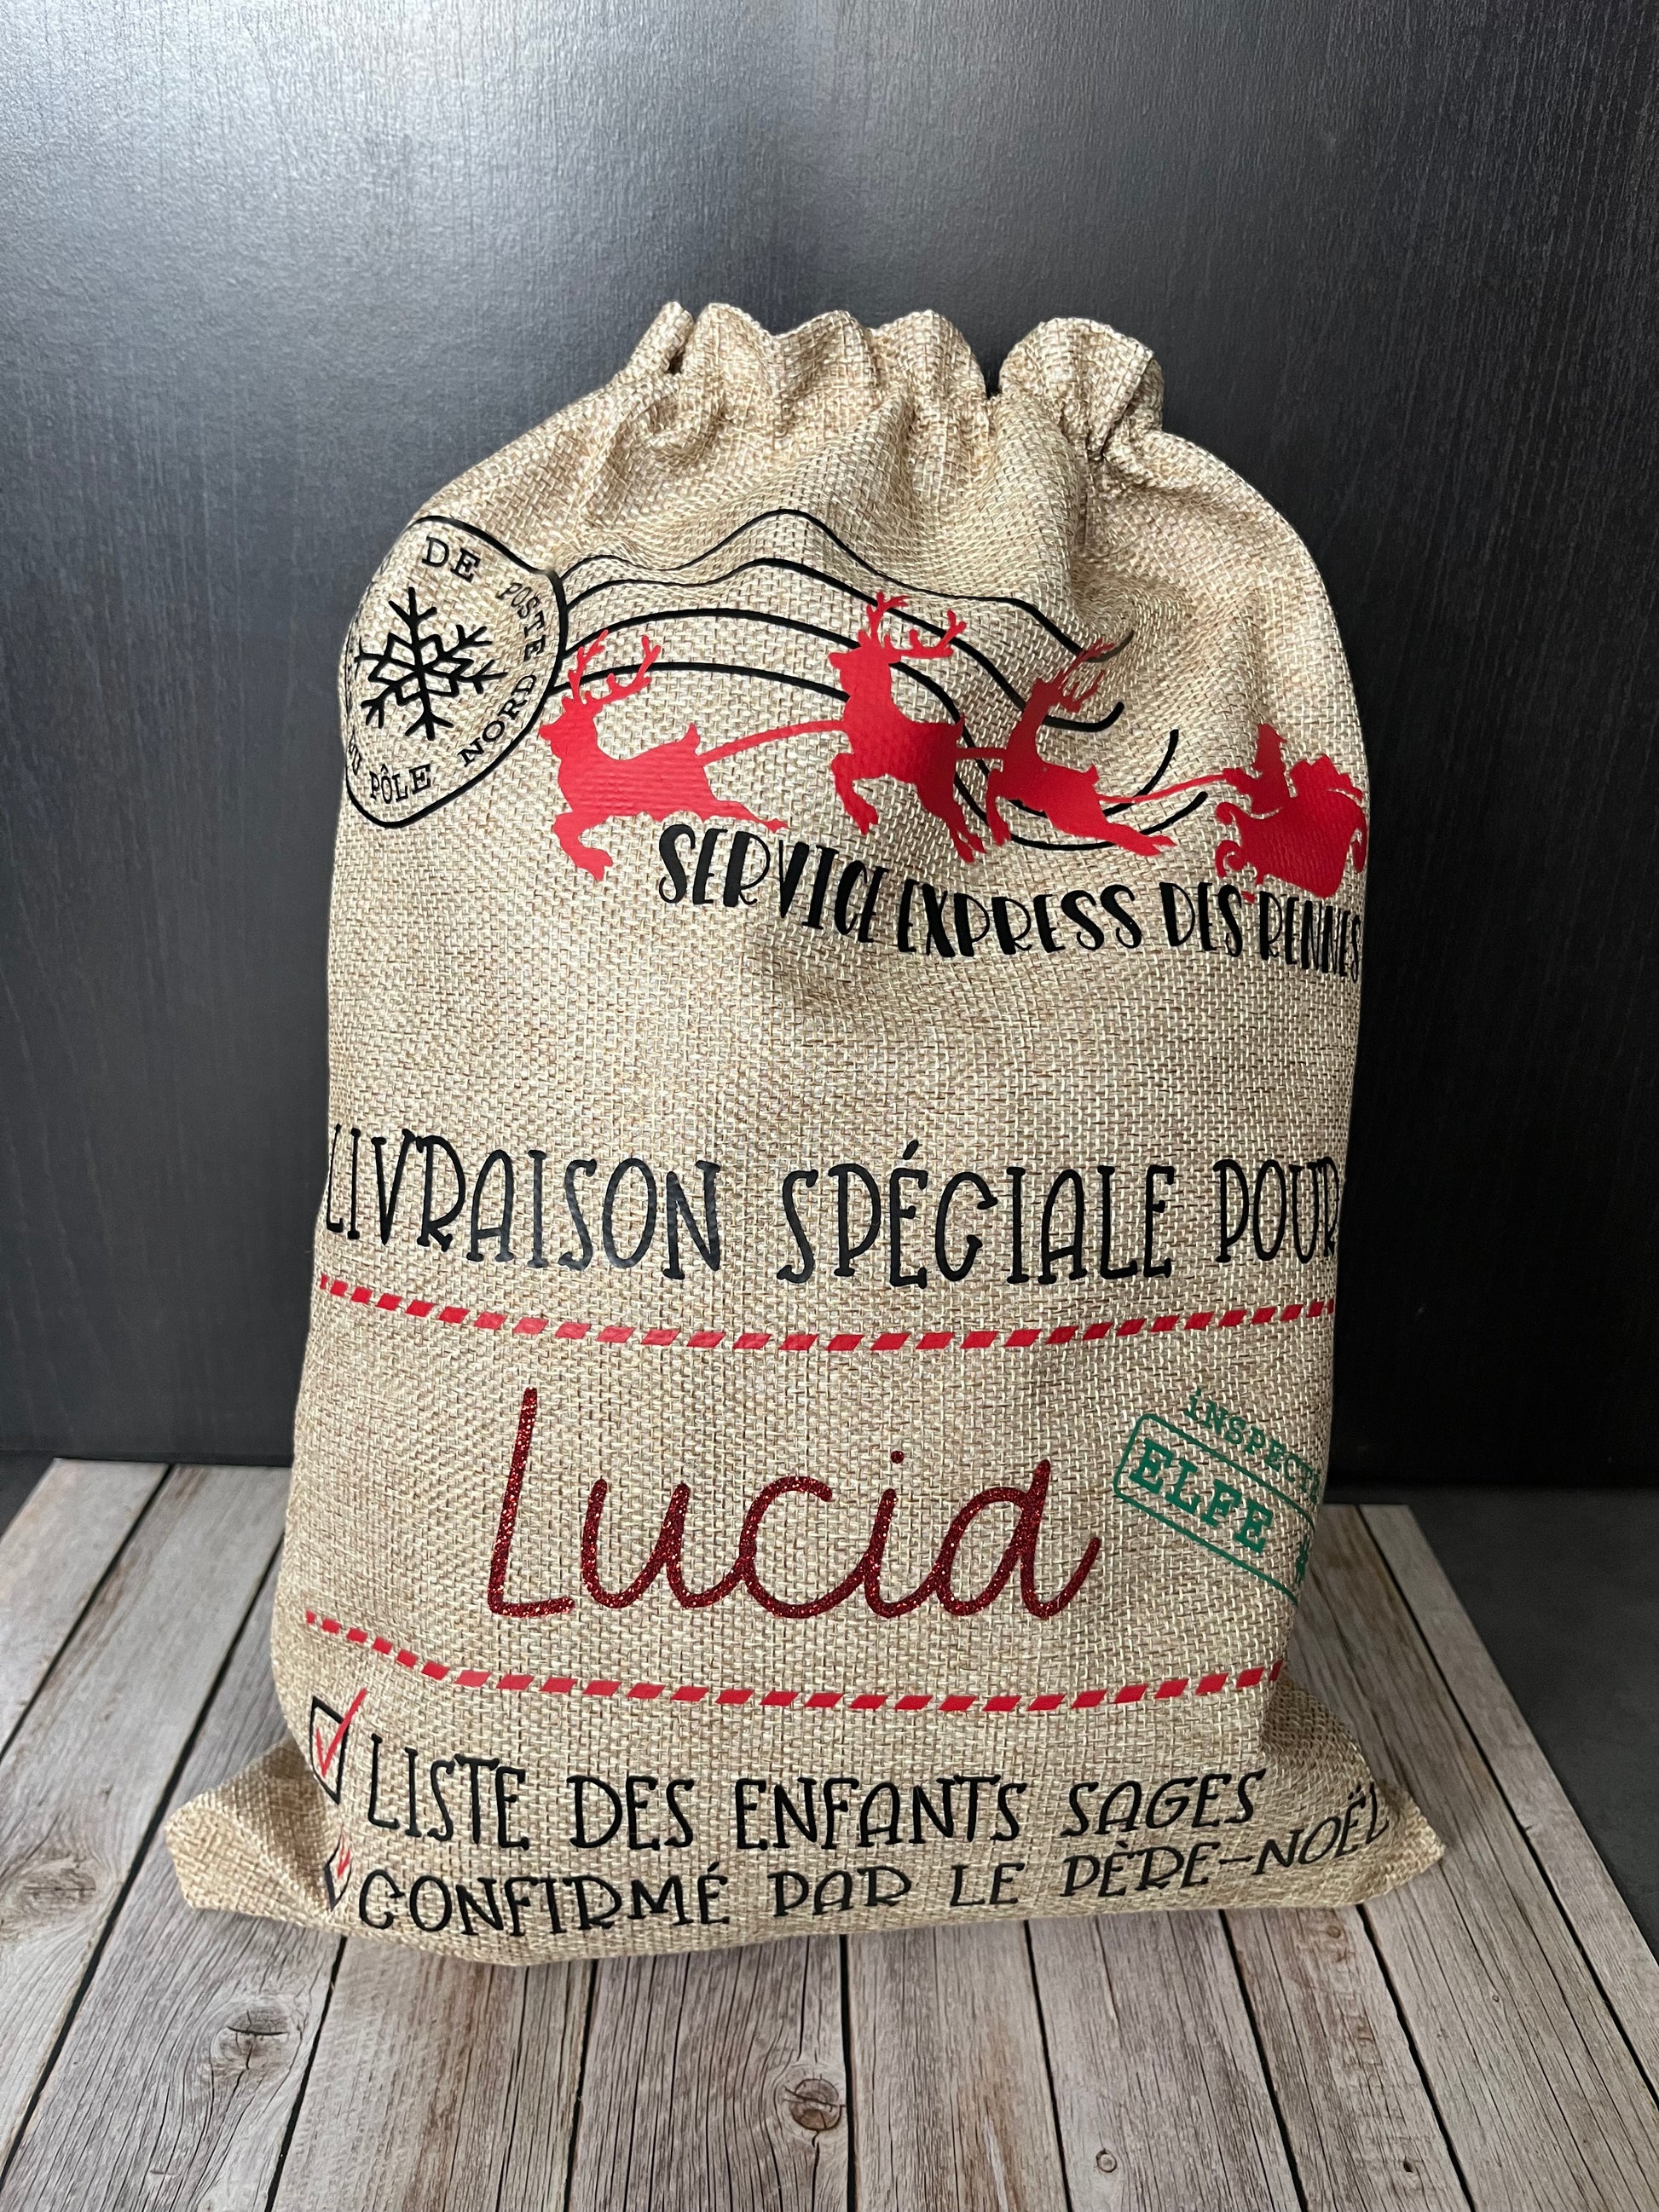 DE POSTE
PÔLE NORD
SERVICE EXPRESS DES RENNES
LIVRAISON SPÉCIALE POUR
Lucia
ELFE
LISTE DES ENFANTS SAGES
CONFIRMÉ PAR LE PÈRE-NOËL